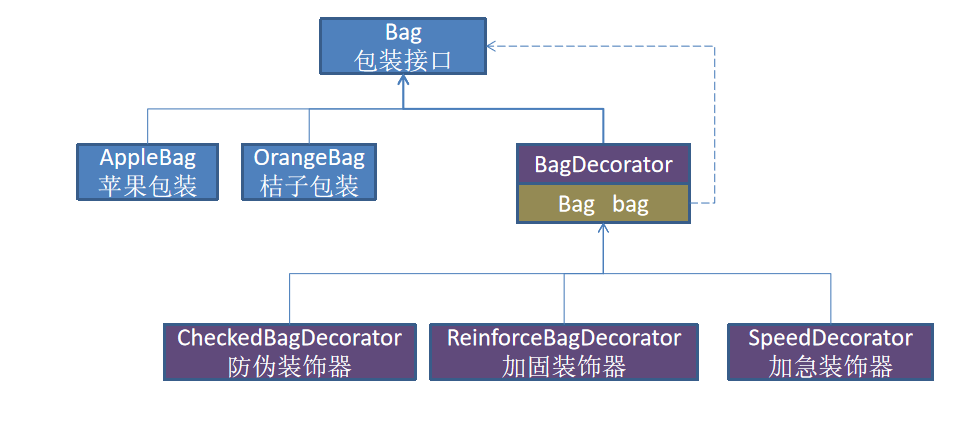 Bag
包装接口
AppleBag
苹果包装
OrangeBag
桔子包装
BagDecorator
Bag bag
CheckedBagDecorator
防伪装饰器
ReinforceBagDecorator
加固装饰器
SpeedDecorator
加急装饰器